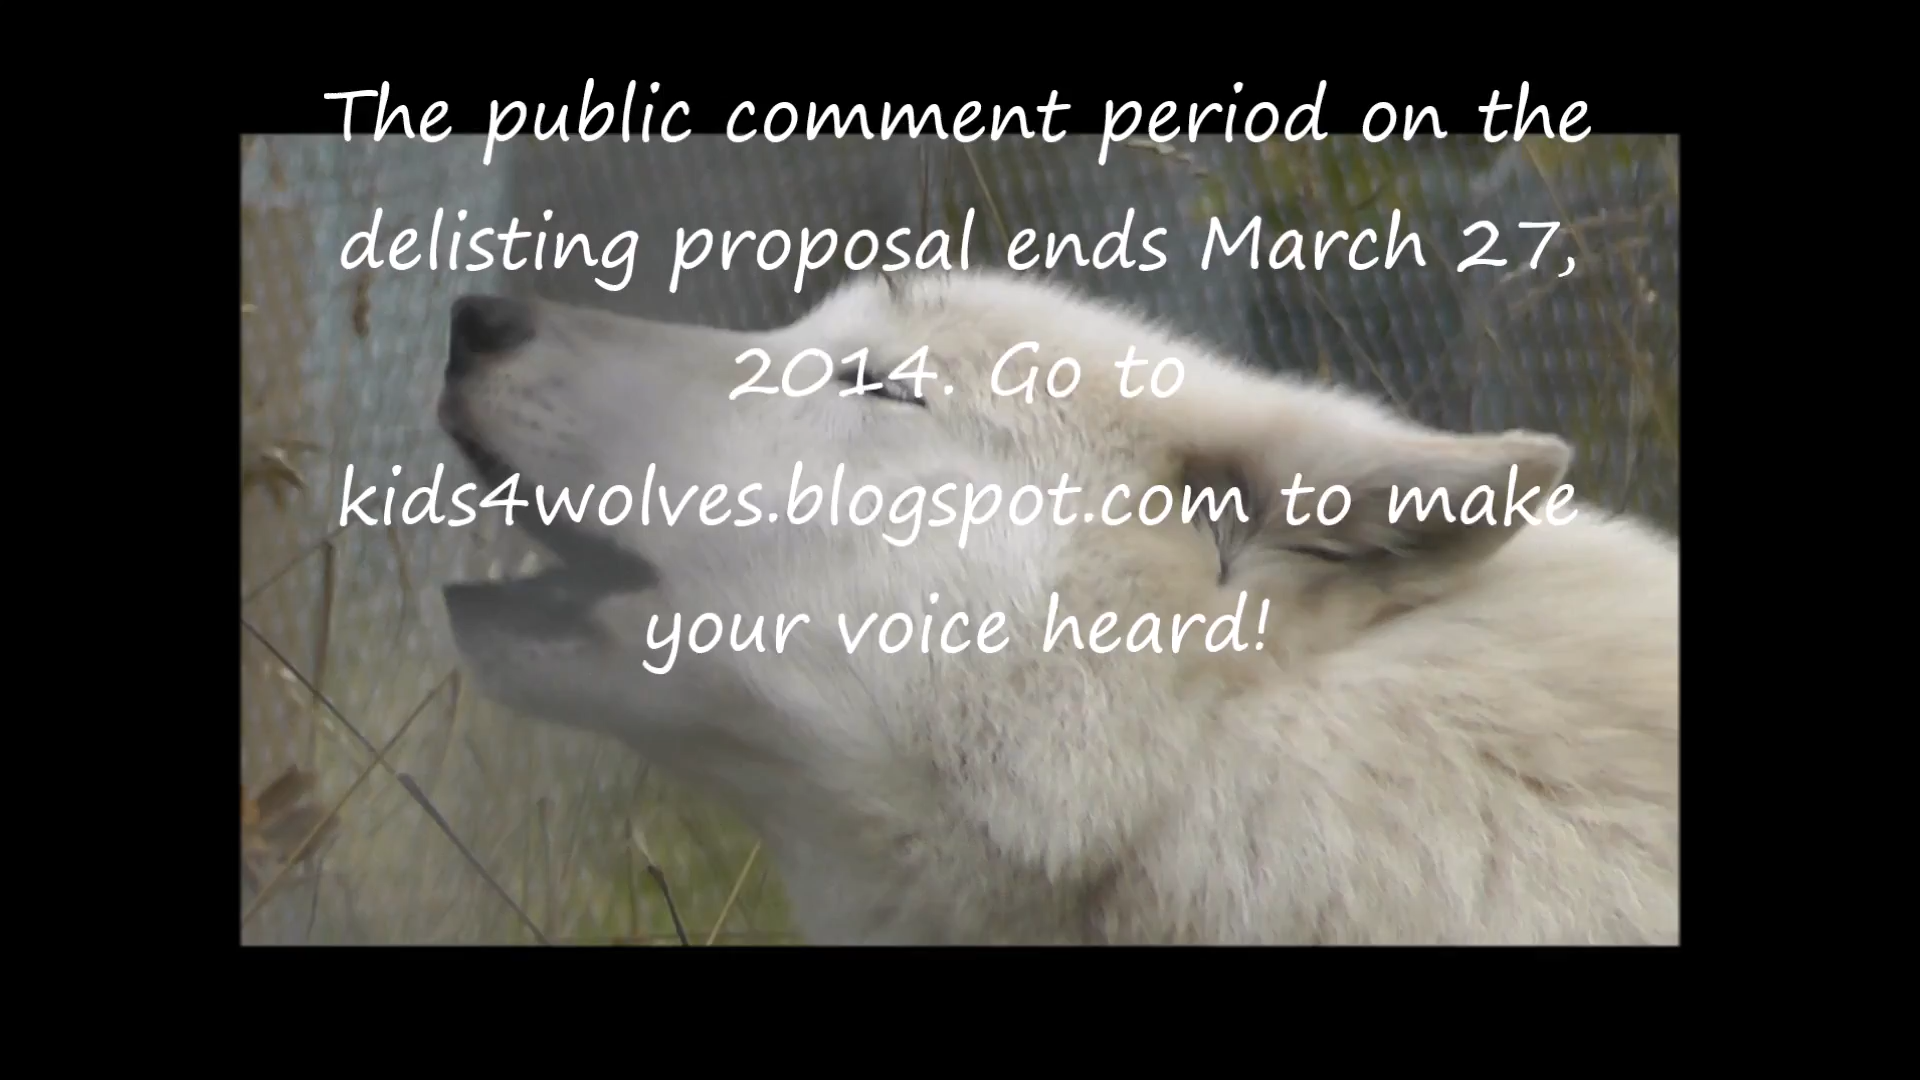 The public comment period on the
delisting proposal ends March 27,
2014. Go to
kids4wolves.blogspot.com to make
your voice heard!